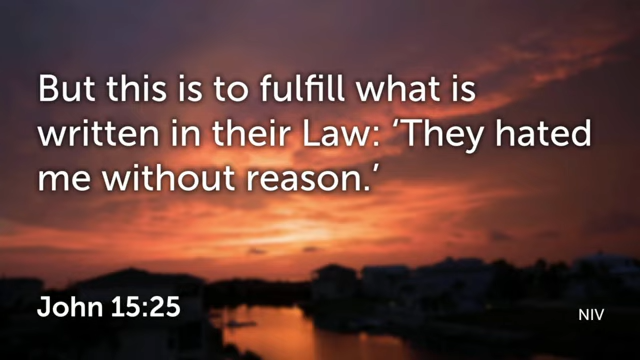 But this is to fulfill what is
written in their Law: ‘They hated
me without reason.’
John 15:25
NIV